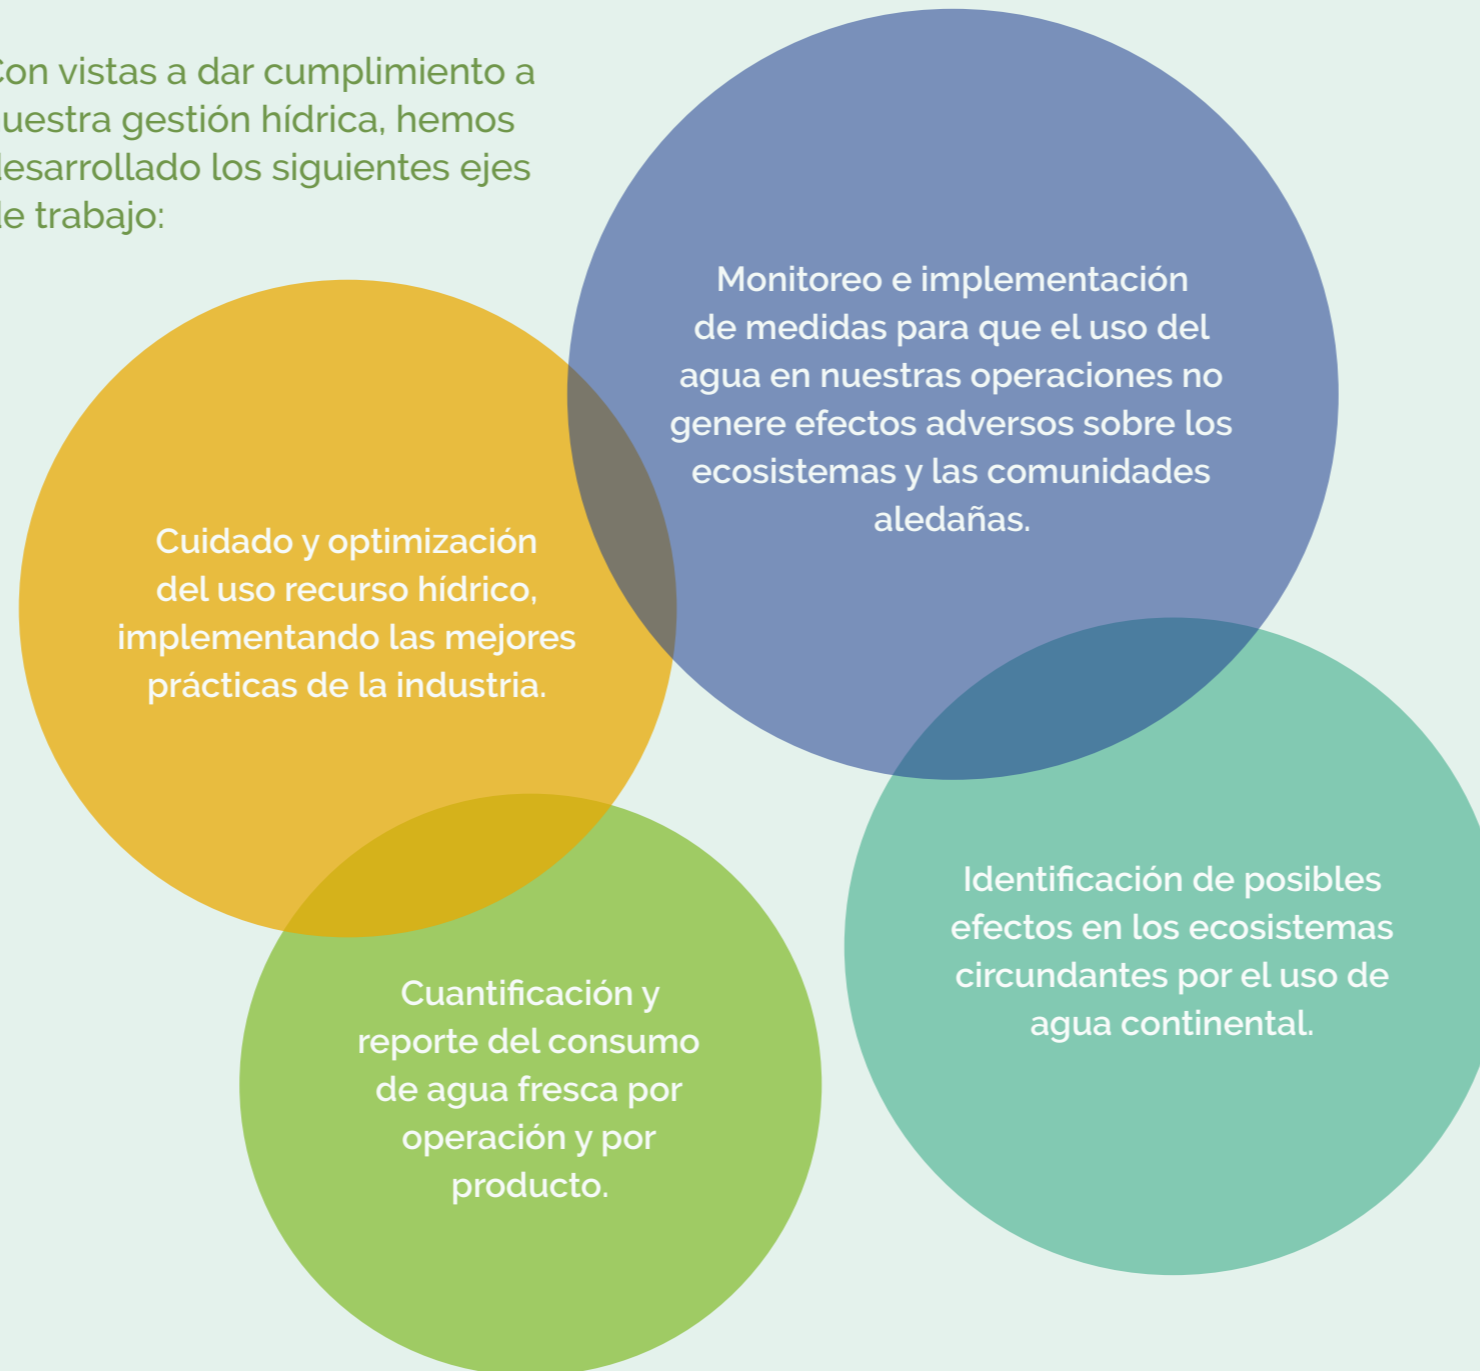 Con vistas a dar cumplimiento a
uestra gestión hídrica, hemos
desarrollado los siguientes ejes
de trabajo:
Monitoreo e implementación
de medidas para que el uso del
agua en nuestras operaciones no
genere efectos adversos sobre los
ecosistemas y las comunidades
aledañas.
Cuidado y optimización
del uso recurso hídrico,
implementando las mejores
prácticas de la industria.
Identificación de posibles
efectos en los ecosistemas
circundantes por el uso de
agua continental.
Cuantificación y
reporte del consumo
de agua fresca por
operación y por
producto.